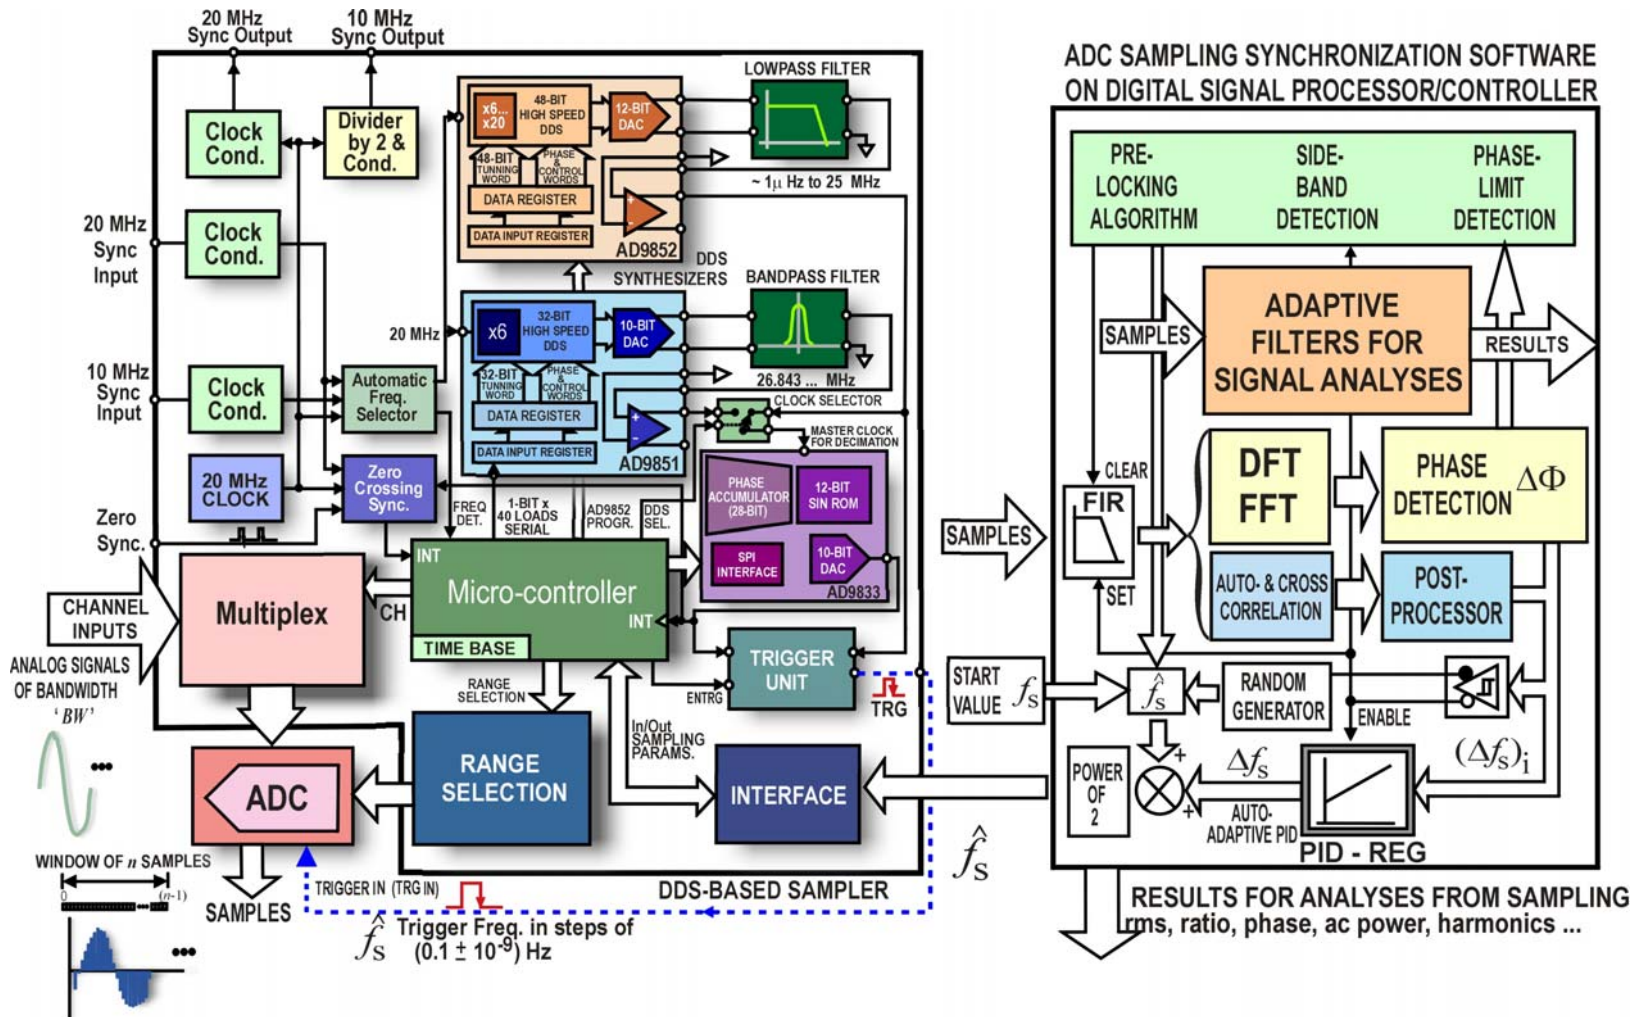 20 MHz
Sync Output
10 MHz
Sync Output
Clock
Cond.
Divider
by 2 &
Cond.
20 MHz
Sync
Input
Clock
Cond.
10 MHz
Sync
Input
Clock
Cond.
Automatic
Freq.
Selector
20 MHz
CLOCK
Zero
Crossing
Sync.
Zero
Sync.
x6...
x20
48-BIT
HIGH SPEED
DDS
12-BIT
DAC
48-BIT
TUNNING
WORD
PHASE
&
CONTROL
WORDS
DATA REGISTER
DATA INPUT REGISTER
AD9852
LOWPASS FILTER
~ 1µ Hz to 25 MHz
DDS
SYNTHESIZERS
20 MHz
x6
32-BIT
HIGH SPEED
DDS
10-BIT
DAC
32-BIT
TUNNING
WORD
PHASE
&
CONTROL
WORDS
DATA REGISTER
DATA INPUT REGISTER
AD9851
BANDPASS FILTER
26.843 ... MHz
CLOCK SELECTOR
MASTER CLOCK
FOR DECIMATION
PHASE
ACCUMULATOR
(28-BIT)
12-BIT
SIN ROM
SPI
INTERFACE
10-BIT
DAC
AD9833
FREQ
DET.
1-BIT x
40 LOADS
SERIAL
AD9852
PROGR.
DDS
SEL.
INT
Micro-controller
INT
TIME BASE
CH
Multiplex
CHANNEL
INPUTS
ANALOG SIGNALS
OF BANDWIDTH
‘ BW’
RANGE
SELECTION
In/Out
SAMPLING
PARAMS.
ENTRG
TRIGGER
UNIT
TRG
ADC
RANGE
SELECTION
INTERFACE
WINDOW OF n SAMPLES
0
(n-1)
SAMPLES
TRIGGER IN (TRG IN)
DDS-BASED SAMPLER
f̂s
f̂s Trigger Freq. in steps of
(0.1 ± 10⁻⁹) Hz
ADC SAMPLING SYNCHRONIZATION SOFTWARE
ON DIGITAL SIGNAL PROCESSOR/CONTROLLER
PRE-
LOCKING
ALGORITHM
SIDE-
BAND
DETECTION
PHASE-
LIMIT
DETECTION
SAMPLES
ADAPTIVE
FILTERS FOR
SIGNAL ANALYSES
RESULTS
SAMPLES
CLEAR
FIR
SET
DFT
FFT
PHASE
DETECTION ΔΦ
AUTO- & CROSS
CORRELATION
POST-
PROCESSOR
START
VALUE
fs
f̂s
RANDOM
GENERATOR
ENABLE
POWER
OF
2
+
+
Δfs
(Δfs)i
AUTO-
ADAPTIVE PID
PID - REG
RESULTS FOR ANALYSES FROM SAMPLING
rms, ratio, phase, ac power, harmonics ...